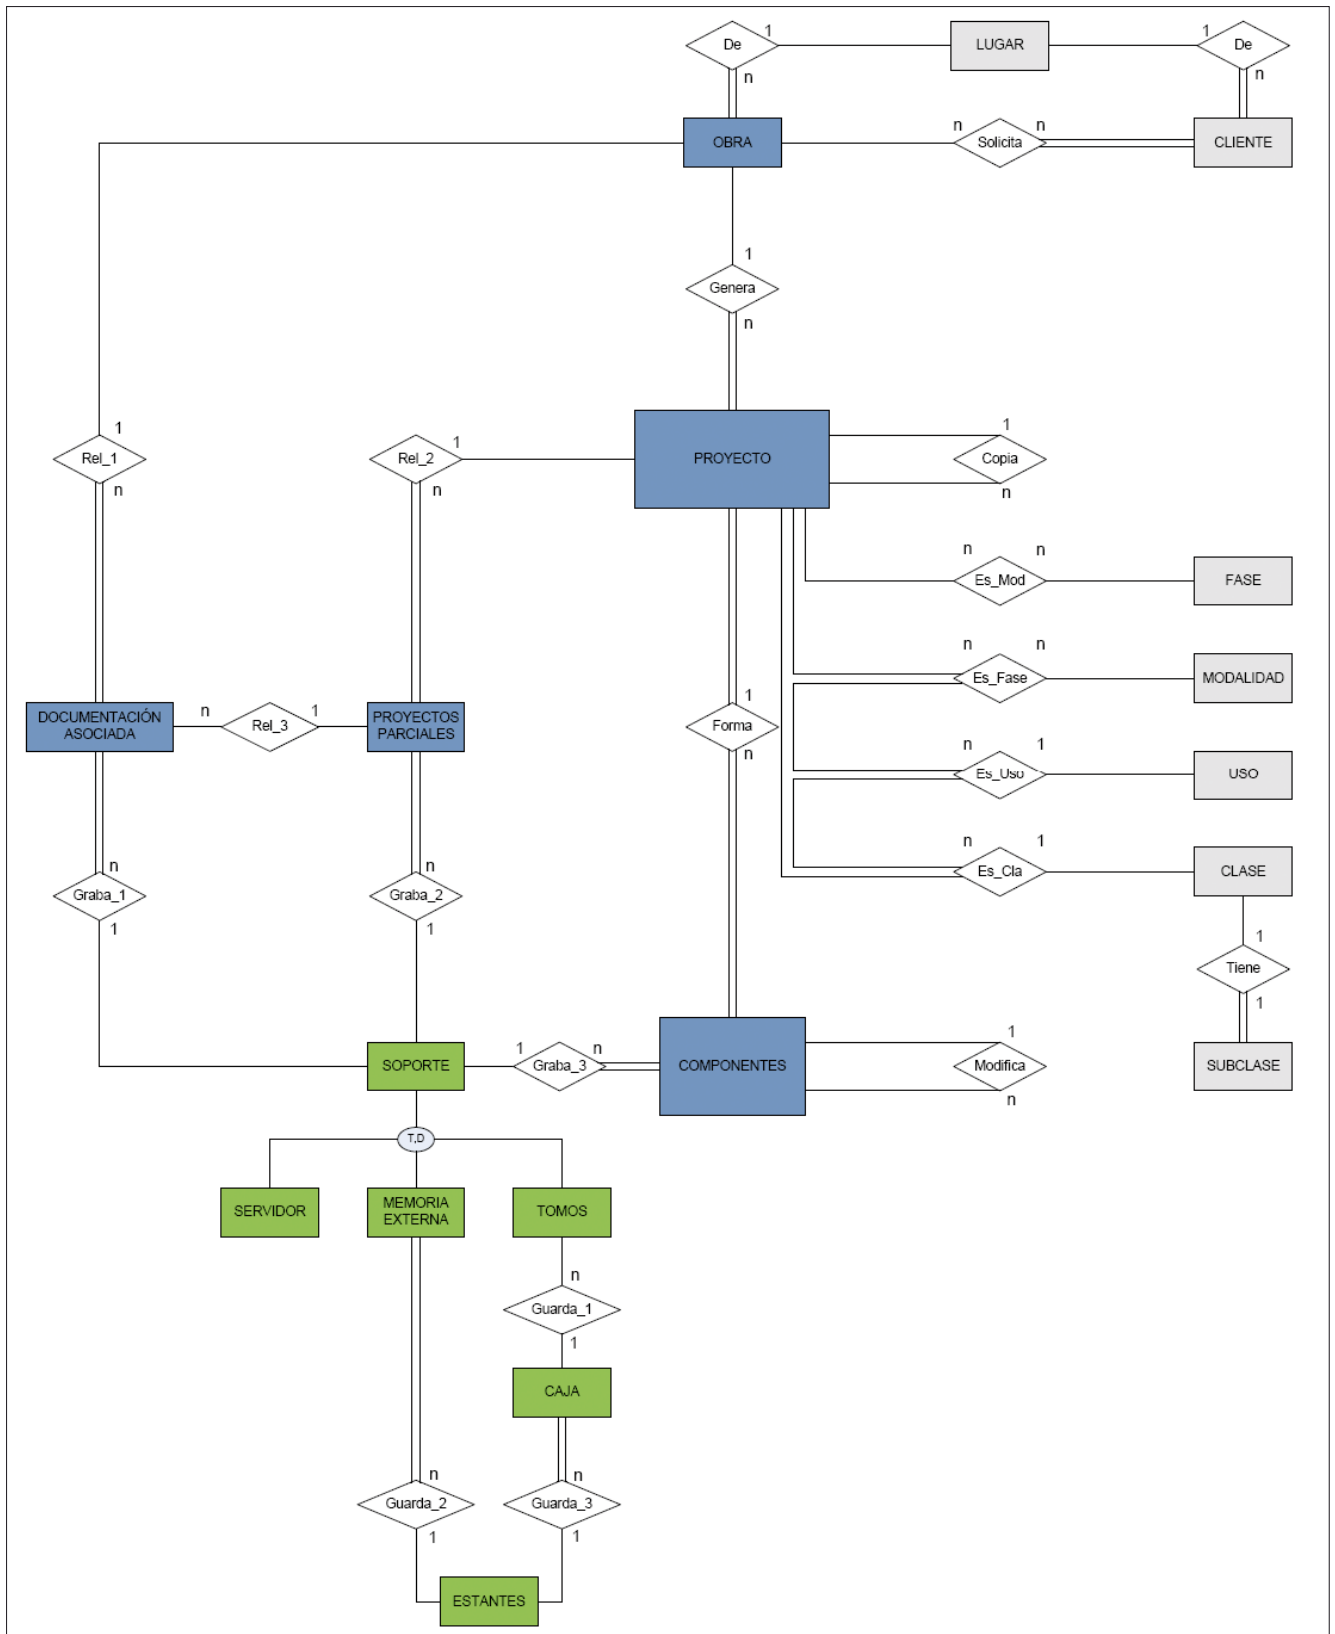 De
1
LUGAR
1
De
n
n
OBRA
n
Solicita
n
CLIENTE
1
Genera
n
1
Rel_1
n
Rel_2
1
n
PROYECTO
1
Copia
n
n
Es_Mod
n
FASE
n
Es_Fase
n
MODALIDAD
DOCUMENTACIÓN
ASOCIADA
n
Rel_3
1
PROYECTOS
PARCIALES
1
Forma
n
n
Es_Uso
1
USO
n
Graba_1
1
n
Graba_2
1
n
Es_Cla
1
CLASE
1
Tiene
1
SOPORTE
1
Graba_3
n
COMPONENTES
1
Modifica
n
SUBCLASE
T,D
SERVIDOR
MEMORIA
EXTERNA
TOMOS
n
Guarda_1
1
CAJA
n
Guarda_2
1
n
Guarda_3
1
ESTANTES